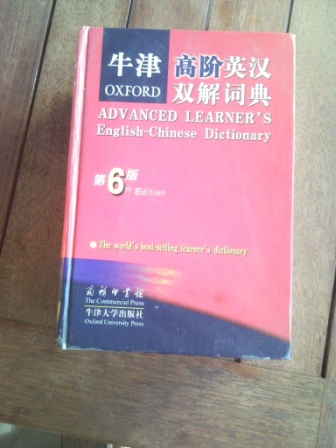 牛津 高阶英汉
OXFORD 双解词典
ADVANCED LEARNER'S
English-Chinese Dictionary
第6版
th Edition
The world's best-selling learner's dictionary
商务印书馆
The Commercial Press
牛津大学出版社
Oxford University Press